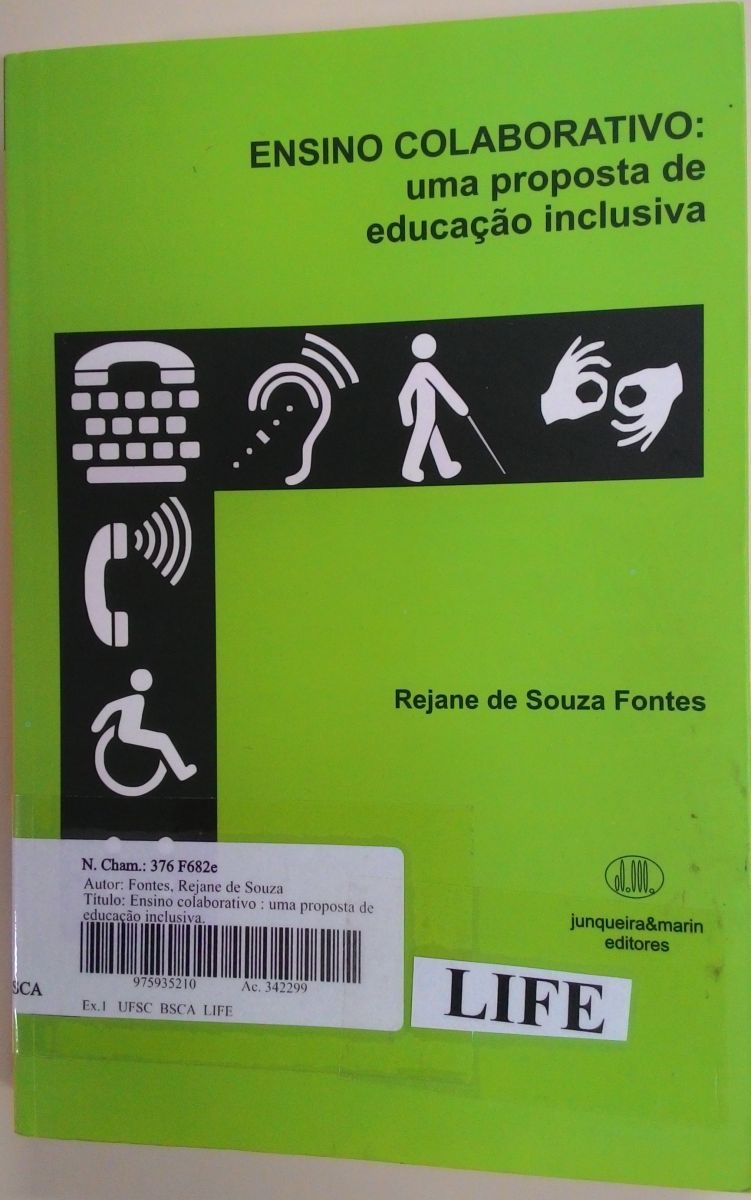 ENSINO COLABORATIVO:
uma proposta de
educação inclusiva
Rejane de Souza Fontes
junqueira&marin
editores
N. Cham.: 376 F682e
Autor: Fontes, Rejane de Souza
Título: Ensino colaborativo : uma proposta de
educação inclusiva.
975935210 Ac. 342299
Ex.1 UFSC BSCA LIFE
SCA
LIFE